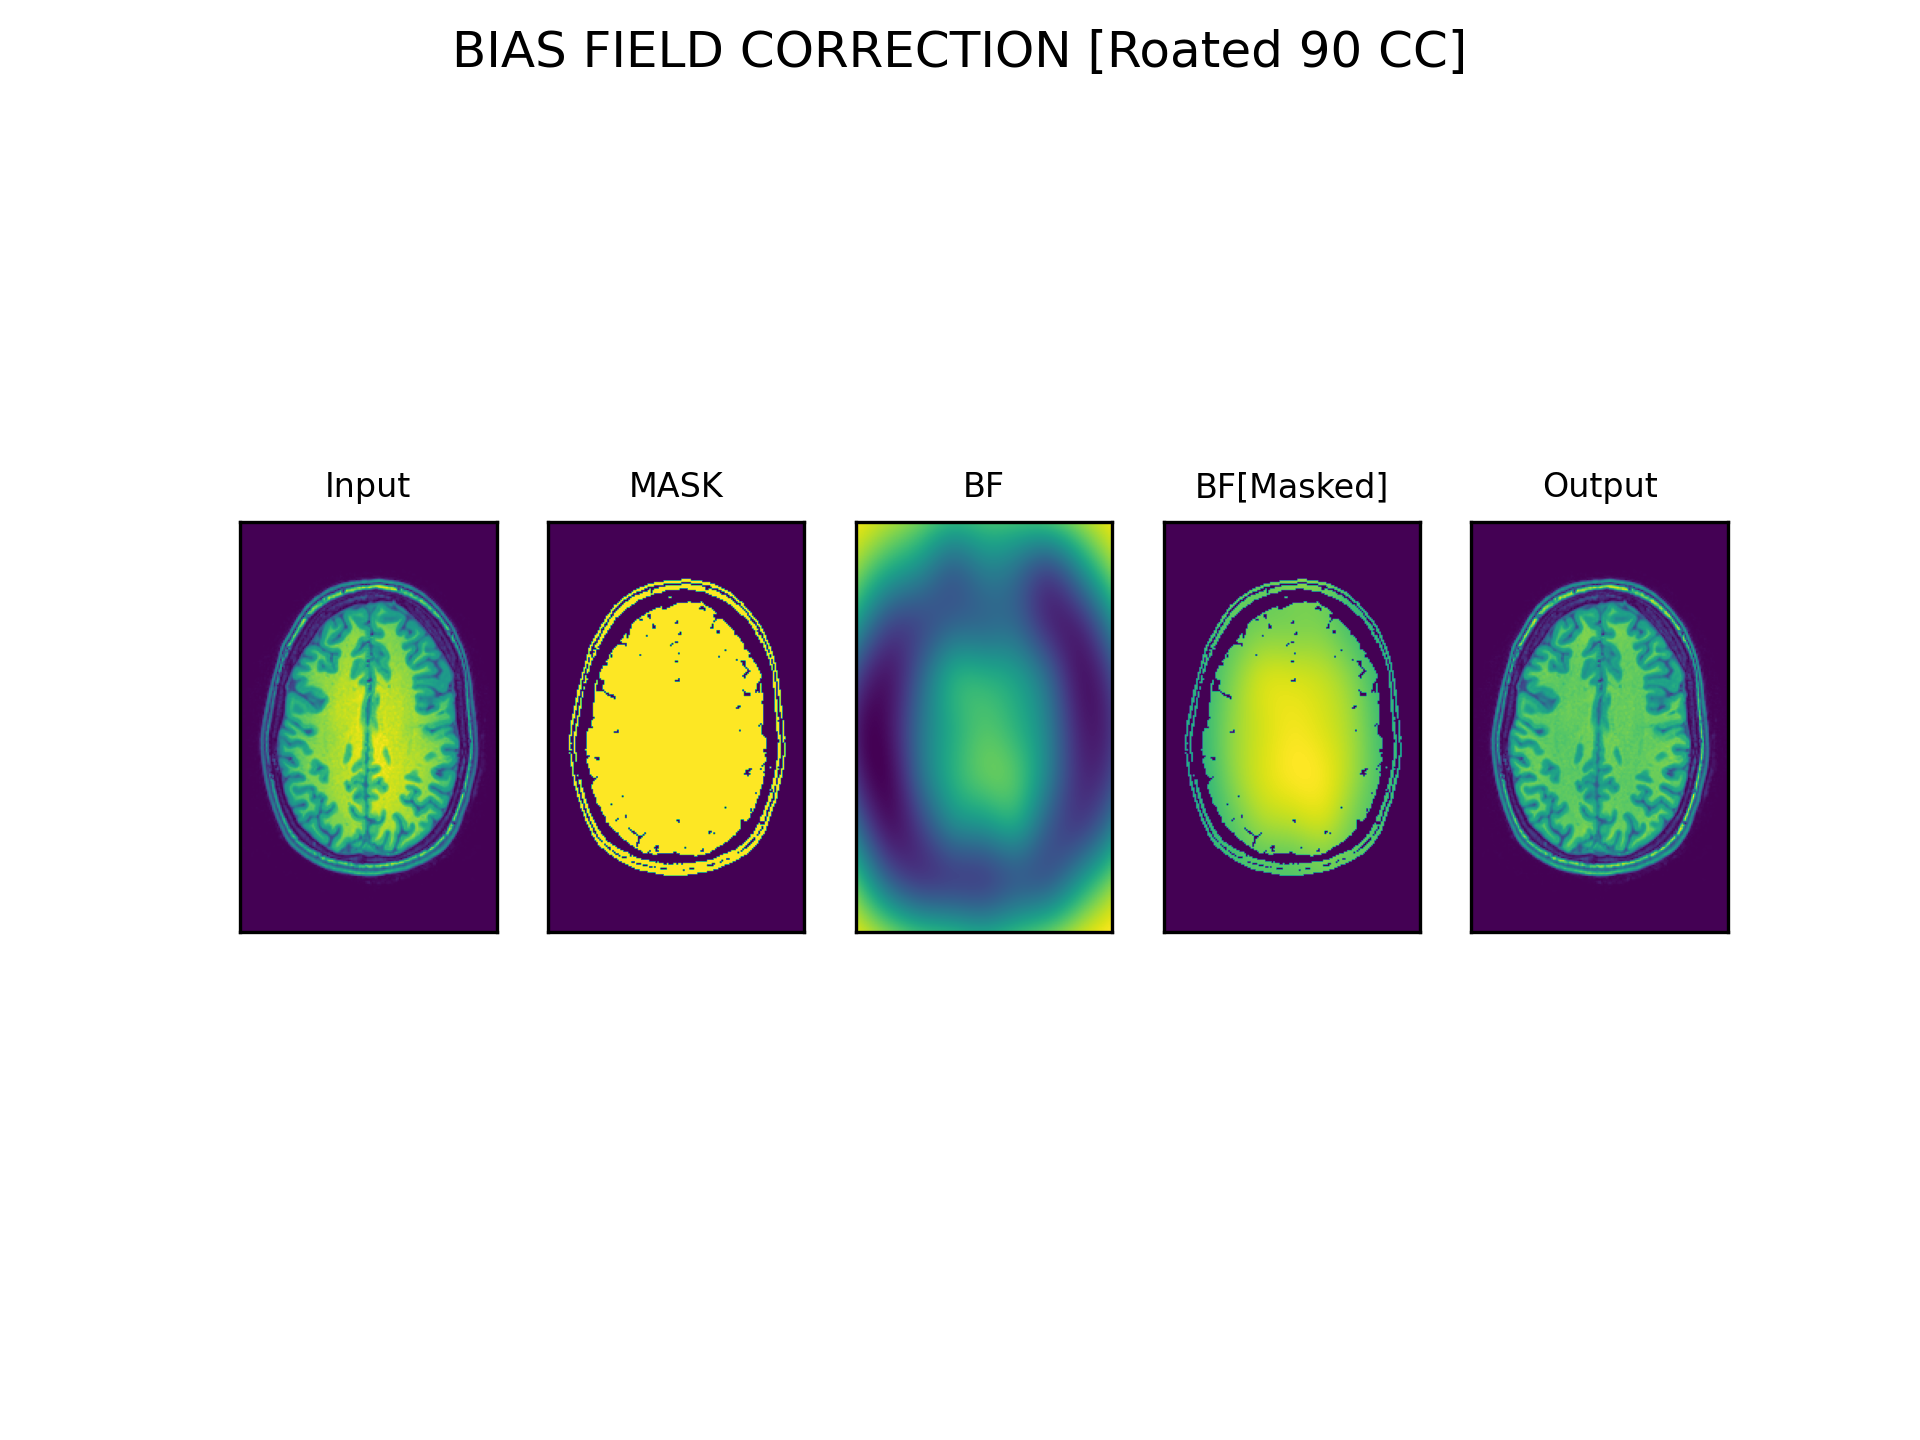 BIAS FIELD CORRECTION [Roated 90 CC]
Input
MASK
BF
BF[Masked]
Output